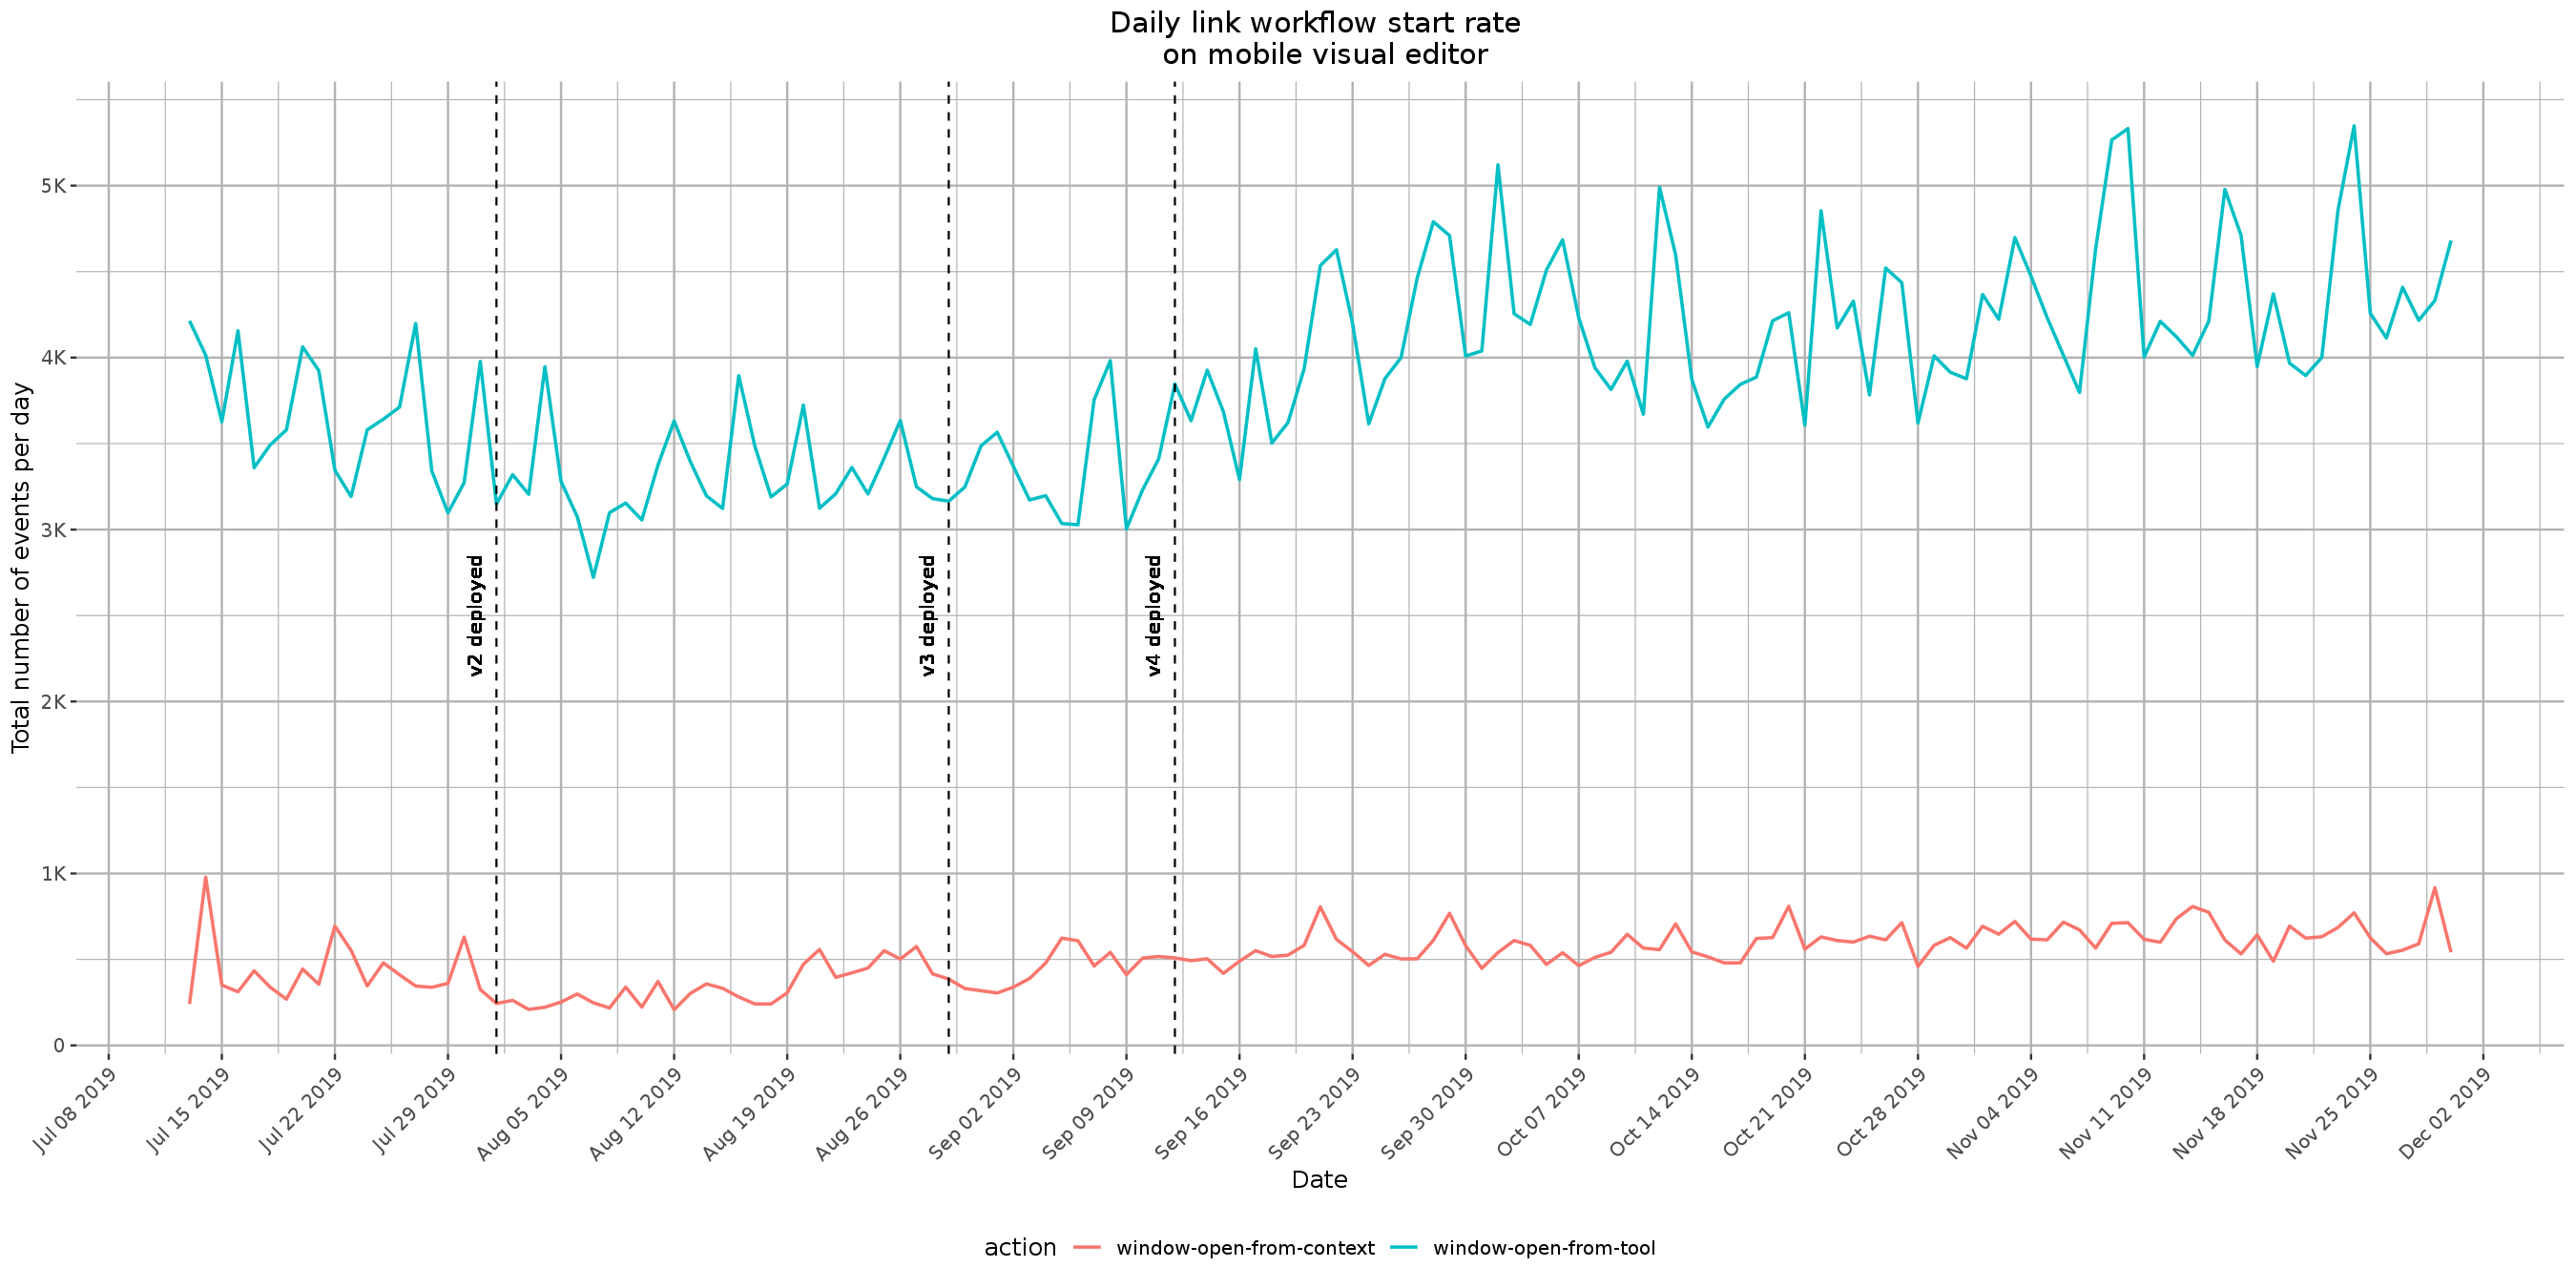 Daily link workflow start rate
on mobile visual editor
Total number of events per day
5K
4K
3K
2K
1K
0
v2 deployed
v3 deployed
v4 deployed
Jul 08 2019
Jul 15 2019
Jul 22 2019
Jul 29 2019
Aug 05 2019
Aug 12 2019
Aug 19 2019
Aug 26 2019
Sep 02 2019
Sep 09 2019
Sep 16 2019
Sep 23 2019
Sep 30 2019
Oct 07 2019
Oct 14 2019
Oct 21 2019
Oct 28 2019
Nov 04 2019
Nov 11 2019
Nov 18 2019
Nov 25 2019
Dec 02 2019
Date
action window-open-from-context window-open-from-tool